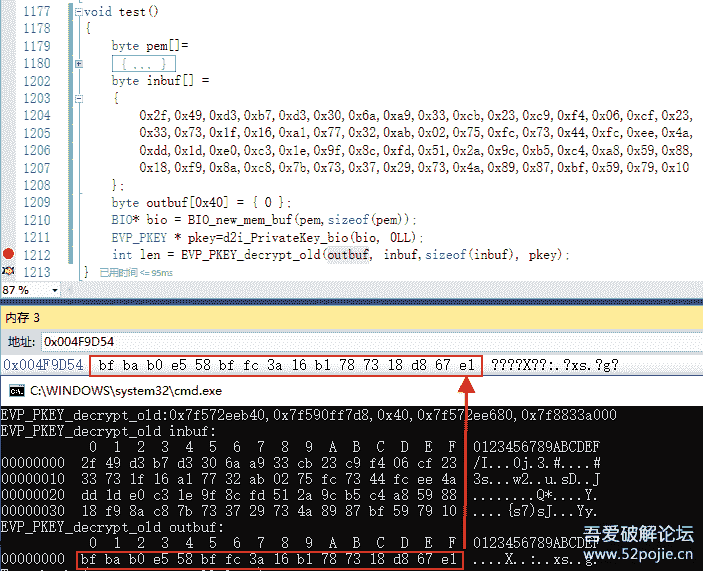 1177 void test()
1178 {
1179 byte pem[]=
1180 { ... }
1202 byte inbuf[] =
1203 {
1204 0x2f,0x49,0xd3,0xb7,0xd3,0x30,0x6a,0xa9,0x33,0xcb,0x23,0xc9,0xf4,0x06,0xcf,0x23,
1205 0x33,0x73,0x1f,0x16,0xa1,0x77,0x32,0xab,0x02,0x75,0xfc,0x73,0x44,0xfc,0xee,0x4a,
1206 0xdd,0x1d,0xe0,0xc3,0x1e,0x9f,0x8c,0xfd,0x51,0x2a,0x9c,0xb5,0xc4,0xa8,0x59,0x88,
1207 0x18,0xf9,0x8a,0xc8,0x7b,0x73,0x37,0x29,0x73,0x4a,0x89,0x87,0xbf,0x59,0x79,0x10
1208 };
1209 byte outbuf[0x40] = { 0 };
1210 BIO* bio = BIO_new_mem_buf(pem,sizeof(pem));
1211 EVP_PKEY * pkey=d2i_PrivateKey_bio(bio, 0LL);
1212 int len = EVP_PKEY_decrypt_old(outbuf, inbuf,sizeof(inbuf), pkey);
1213 } 已用时间 <= 95ms
87 %
内存 3
地址: 0x004F9D54
0x004F9D54 bf ba b0 e5 58 bf fc 3a 16 b1 78 73 18 d8 67 e1 ????X??:.?xs.?g?
C:\WINDOWS\system32\cmd.exe
EVP_PKEY_decrypt_old:0x7f572eeb40,0x7f590ff7d8,0x40,0x7f572ee680,0x7f8833a000
EVP_PKEY_decrypt_old inbuf:
0 1 2 3 4 5 6 7 8 9 A B C D E F 0123456789ABCDEF
00000000 2f 49 d3 b7 d3 30 6a a9 33 cb 23 c9 f4 06 cf 23 /I...0j.3.#....#
00000010 33 73 1f 16 a1 77 32 ab 02 75 fc 73 44 fc ee 4a 3s...w2..u.sD..J
00000020 dd 1d e0 c3 1e 9f 8c fd 51 2a 9c b5 c4 a8 59 88 ........Q*....Y.
00000030 18 f9 8a c8 7b 73 37 29 73 4a 89 87 bf 59 79 10 ....{s7)sJ...Yy.
EVP_PKEY_decrypt_old outbuf:
0 1 2 3 4 5 6 7 8 9 A B C D E F 0123456789ABCDEF
00000000 bf ba b0 e5 58 bf fc 3a 16 b1 78 73 18 d8 67 e1 ....X..:..xs..g.
吾爱破解论坛
www.52pojie.cn